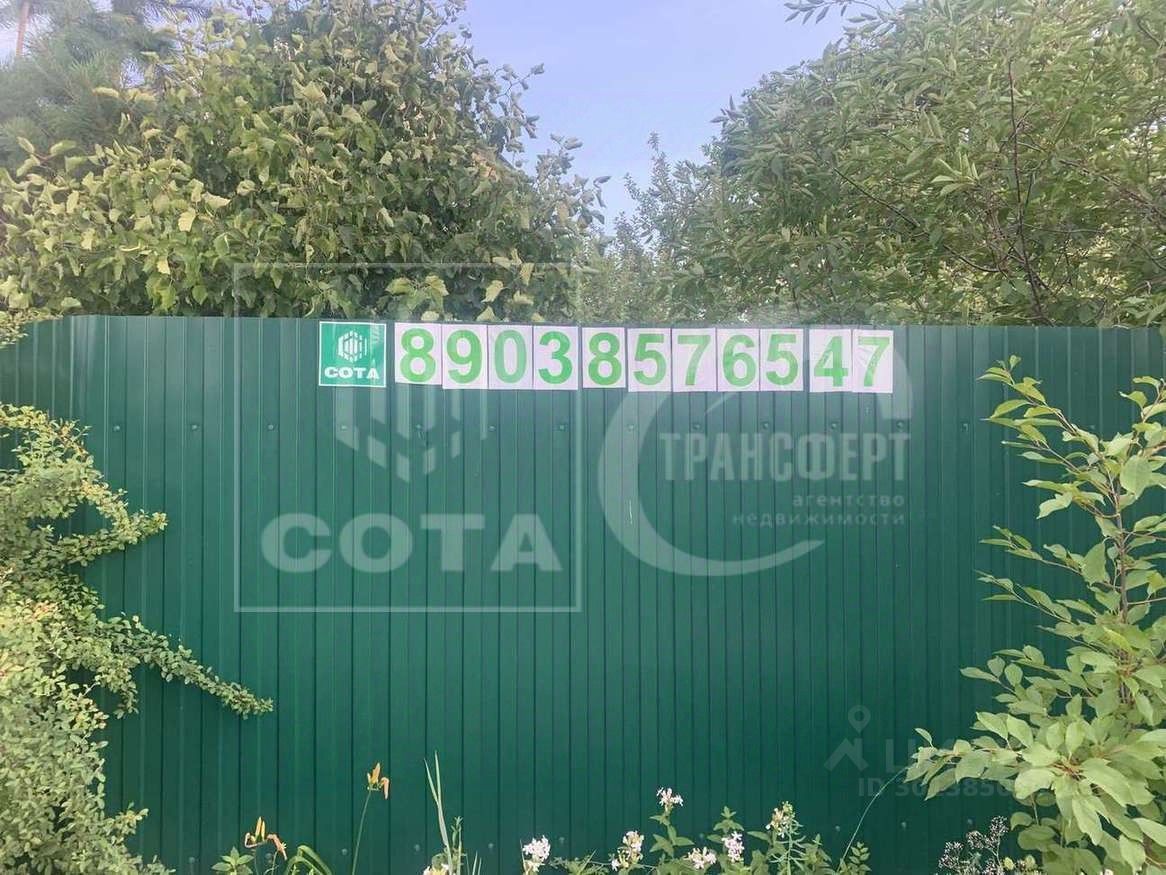 СОТА 89038576547
СОТА
ТРАНСФЕРТ
агентство
недвижимости